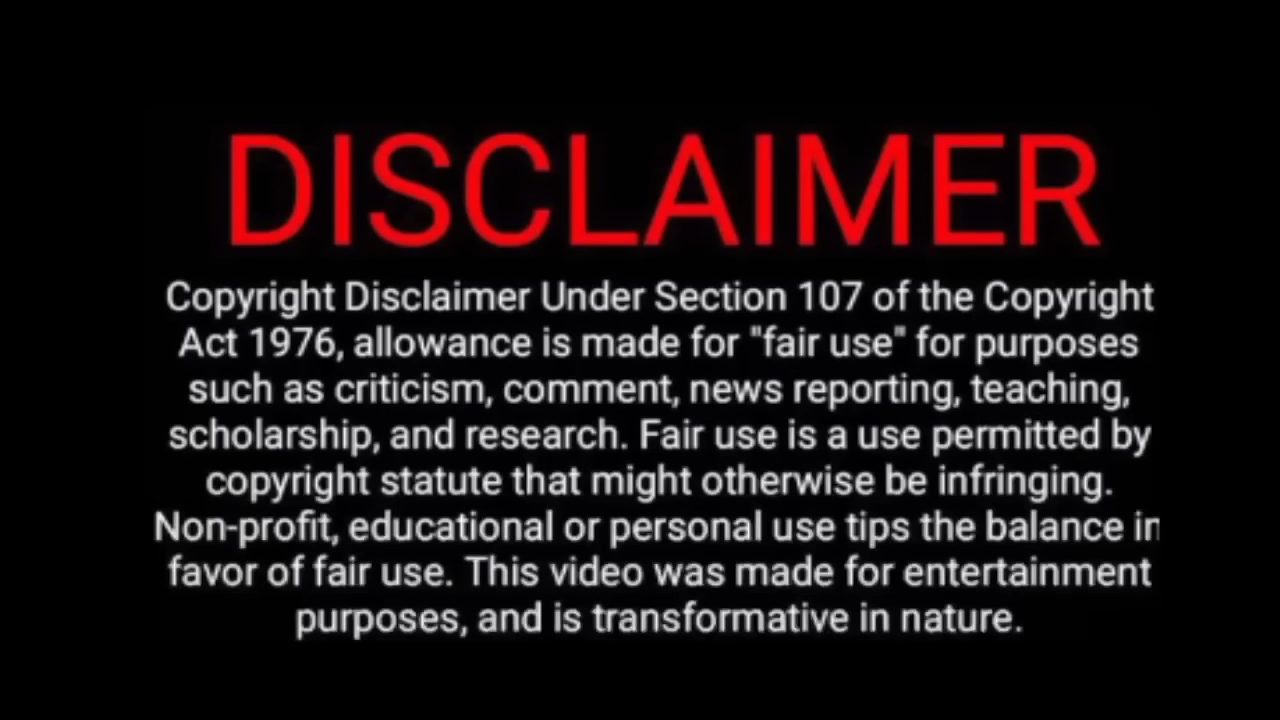 DISCLAIMER
Copyright Disclaimer Under Section 107 of the Copyright
Act 1976, allowance is made for "fair use" for purposes
such as criticism, comment, news reporting, teaching,
scholarship, and research. Fair use is a use permitted by
copyright statute that might otherwise be infringing.
Non-profit, educational or personal use tips the balance in
favor of fair use. This video was made for entertainment
purposes, and is transformative in nature.